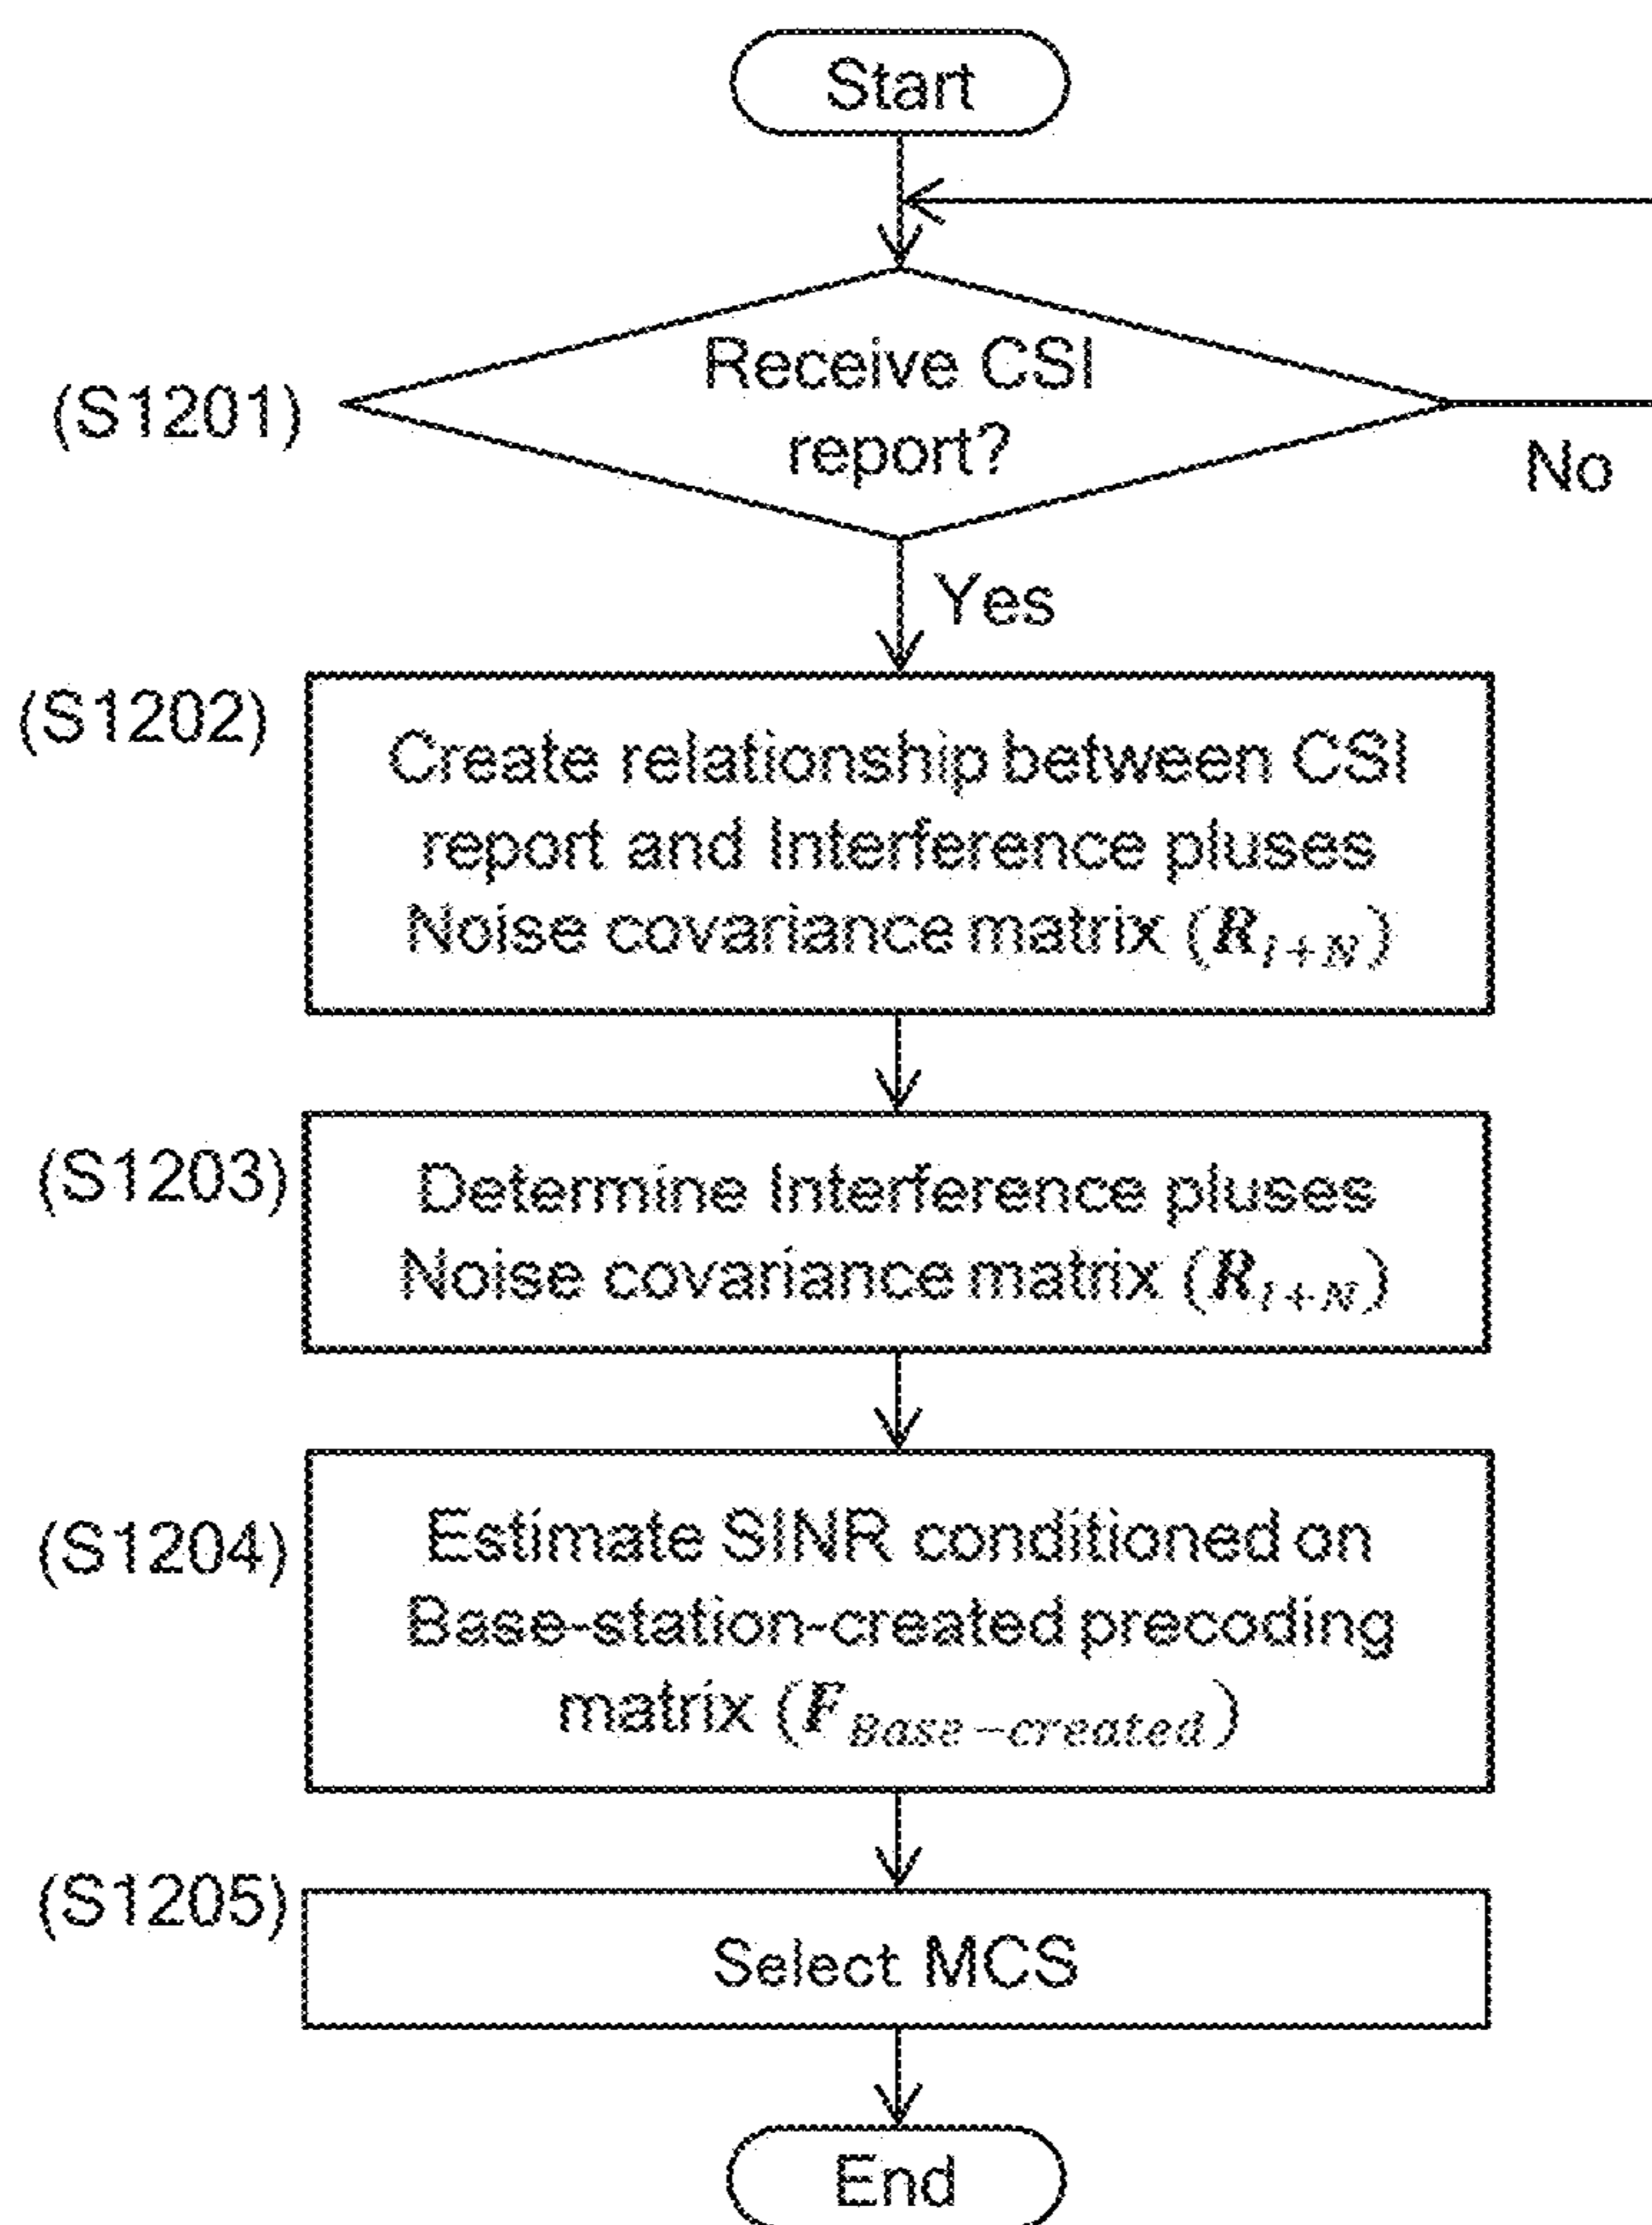 Start
(S1201)
Receive CSI
report?
No
Yes
(S1202)
Create relationship between CSI
report and Interference pluses
Noise covariance matrix (R_{I+N})
(S1203)
Determine Interference pluses
Noise covariance matrix (R_{I+N})
(S1204)
Estimate SINR conditioned on
Base-station-created precoding
matrix (F_{Base-created})
(S1205)
Select MCS
End